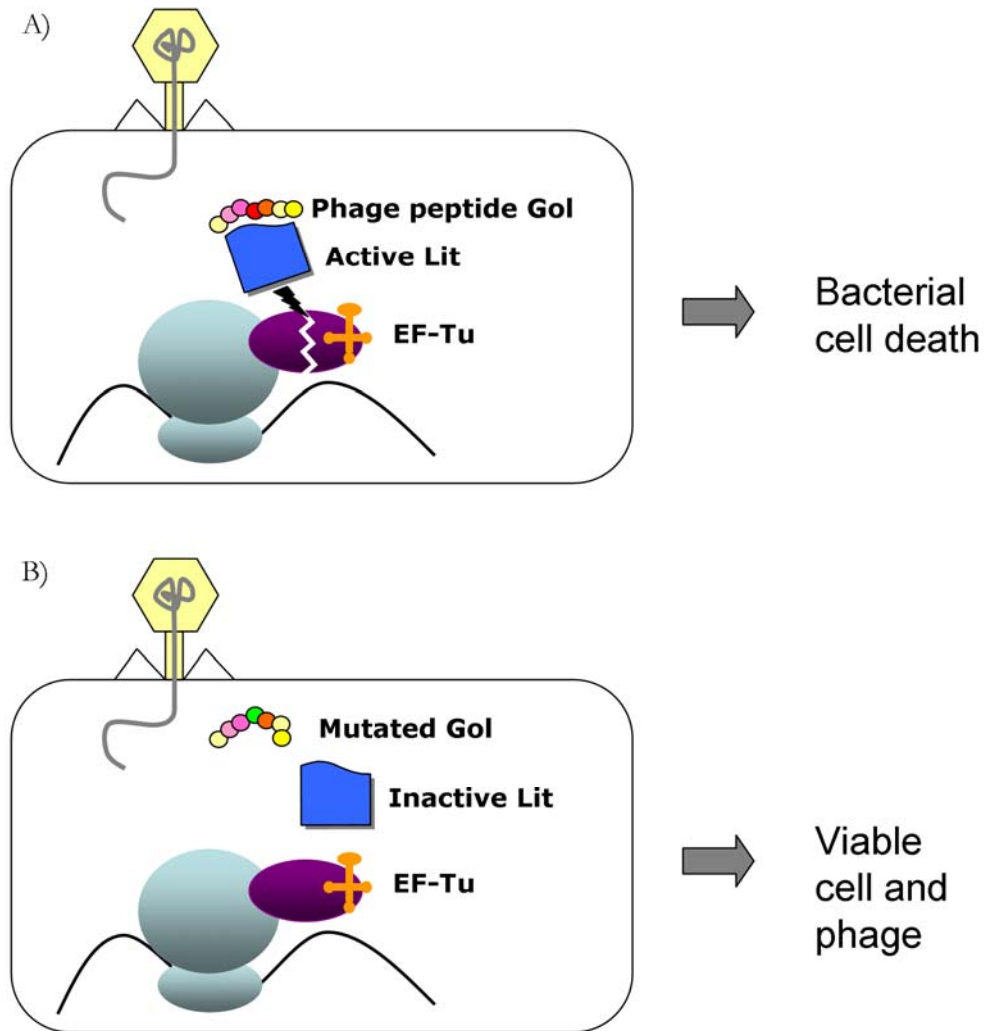 A)
Phage peptide Gol
Active Lit
EF-Tu
Bacterial
cell death
B)
Mutated Gol
Inactive Lit
EF-Tu
Viable
cell and
phage